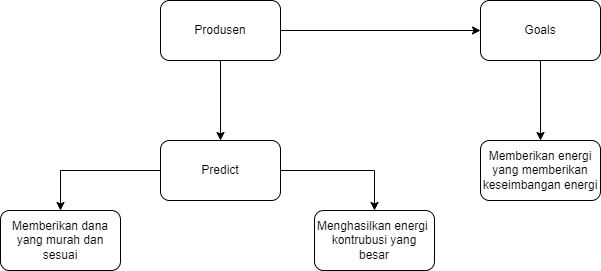 Produsen
Goals
Memberikan energi
yang memberikan
keseimbangan energi
Predict
Memberikan dana
yang murah dan
sesuai
Menghasilkan energi
kontrubusi yang
besar